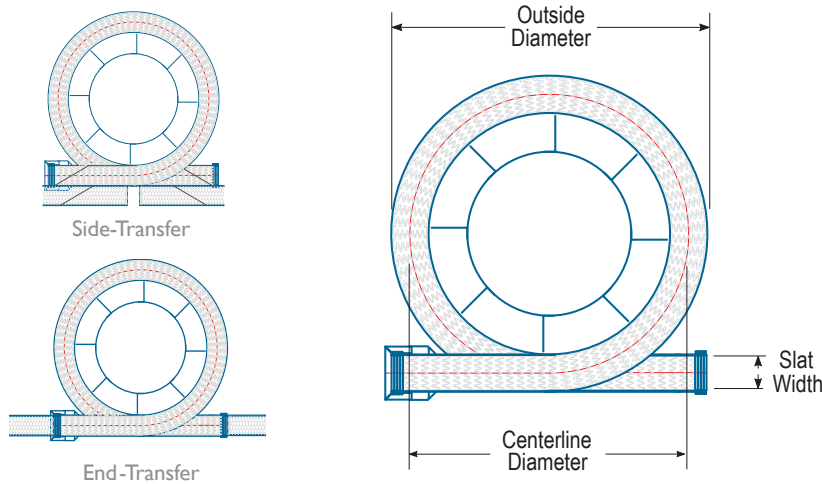 Side-Transfer
End-Transfer
Outside
Diameter
Slat
Width
Centerline
Diameter